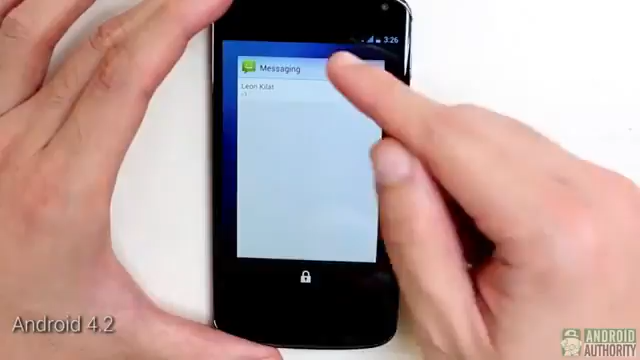 3:26
Messaging
Leon Kilat
Android 4.2
ANDROID
AUTHORITY